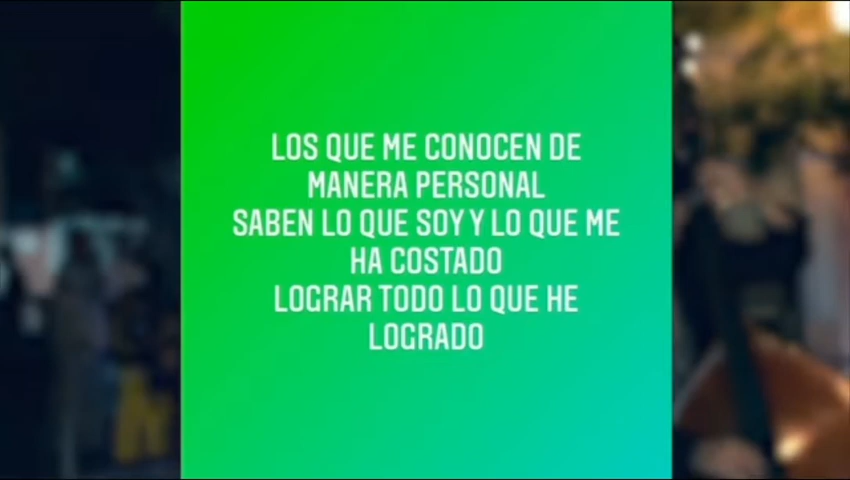 LOS QUE ME CONOCEN DE
MANERA PERSONAL
SABEN LO QUE SOY Y LO QUE ME
HA COSTADO
LOGRAR TODO LO QUE HE
LOGRADO